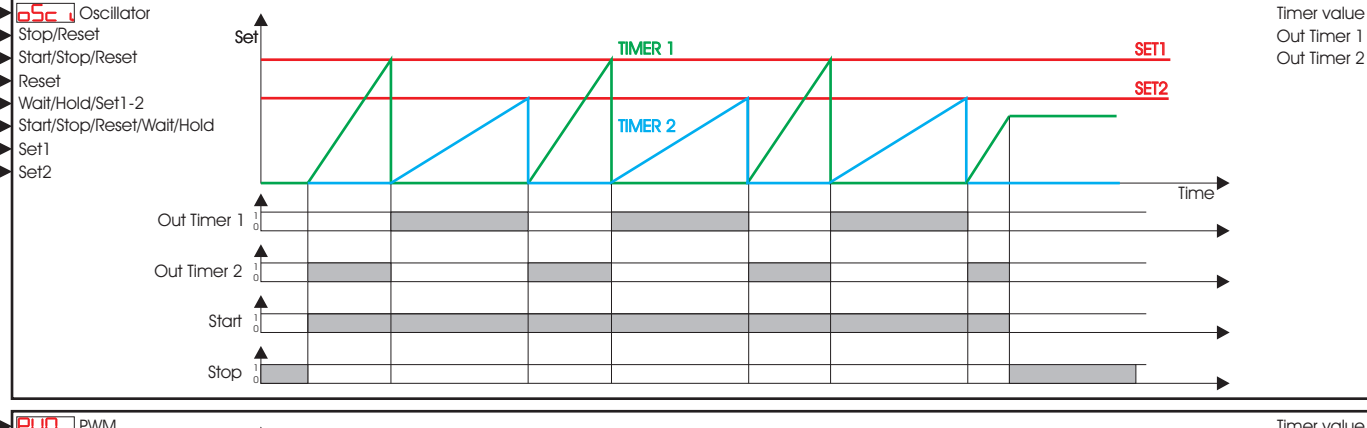 oSc i Oscillator
Stop/Reset
Start/Stop/Reset
Reset
Wait/Hold/Set1-2
Start/Stop/Reset/Wait/Hold
Set1
Set2
Set
TIMER 1
SET1
SET2
TIMER 2
Time
Timer value
Out Timer 1
Out Timer 2
Out Timer 1 1 0
Out Timer 2 1 0
Start 1 0
Stop 1 0
PWM
Timer value